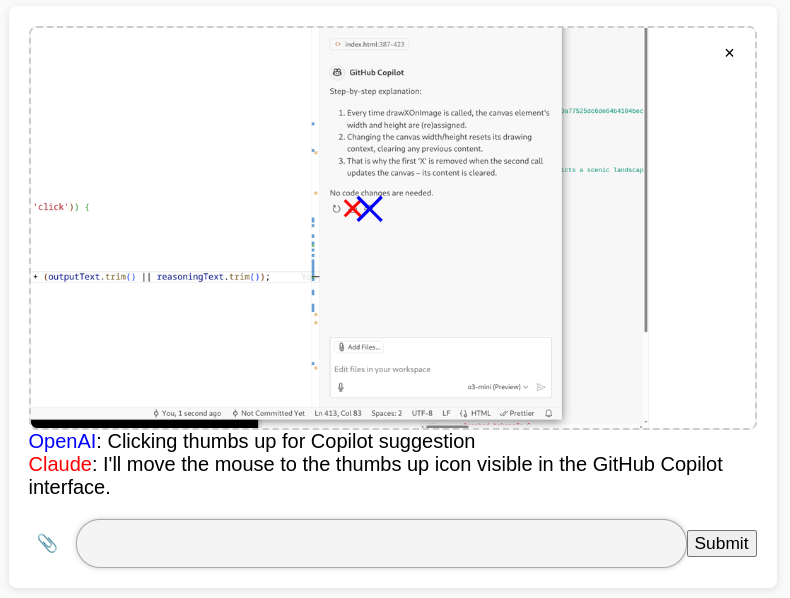 index.html:387-423
×
GitHub Copilot
Step-by-step explanation:
1. Every time drawXOnImage is called, the canvas element's
width and height are (re)assigned.
2. Changing the canvas width/height resets its drawing
context, clearing any previous content.
3. That is why the first 'X' is removed when the second call
updates the canvas – its content is cleared.
No code changes are needed.
a77525dc6de64b4104bec
icts a scenic landscap
'click')) {
+ (outputText.trim() || reasoningText.trim());
Add Files...
Edit files in your workspace
o3-mini (Preview)
You, 1 second ago Not Committed Yet Ln 413, Col 83 Spaces: 2 UTF-8 LF HTML Prettier
OpenAI: Clicking thumbs up for Copilot suggestion
Claude: I'll move the mouse to the thumbs up icon visible in the GitHub Copilot
interface.
Submit